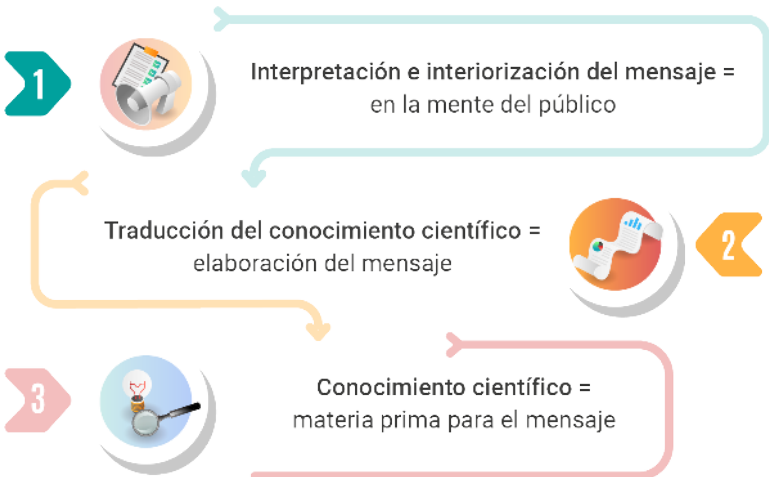 1
Interpretación e interiorización del mensaje =
en la mente del público
Traducción del conocimiento científico =
elaboración del mensaje
2
3
Conocimiento científico =
materia prima para el mensaje